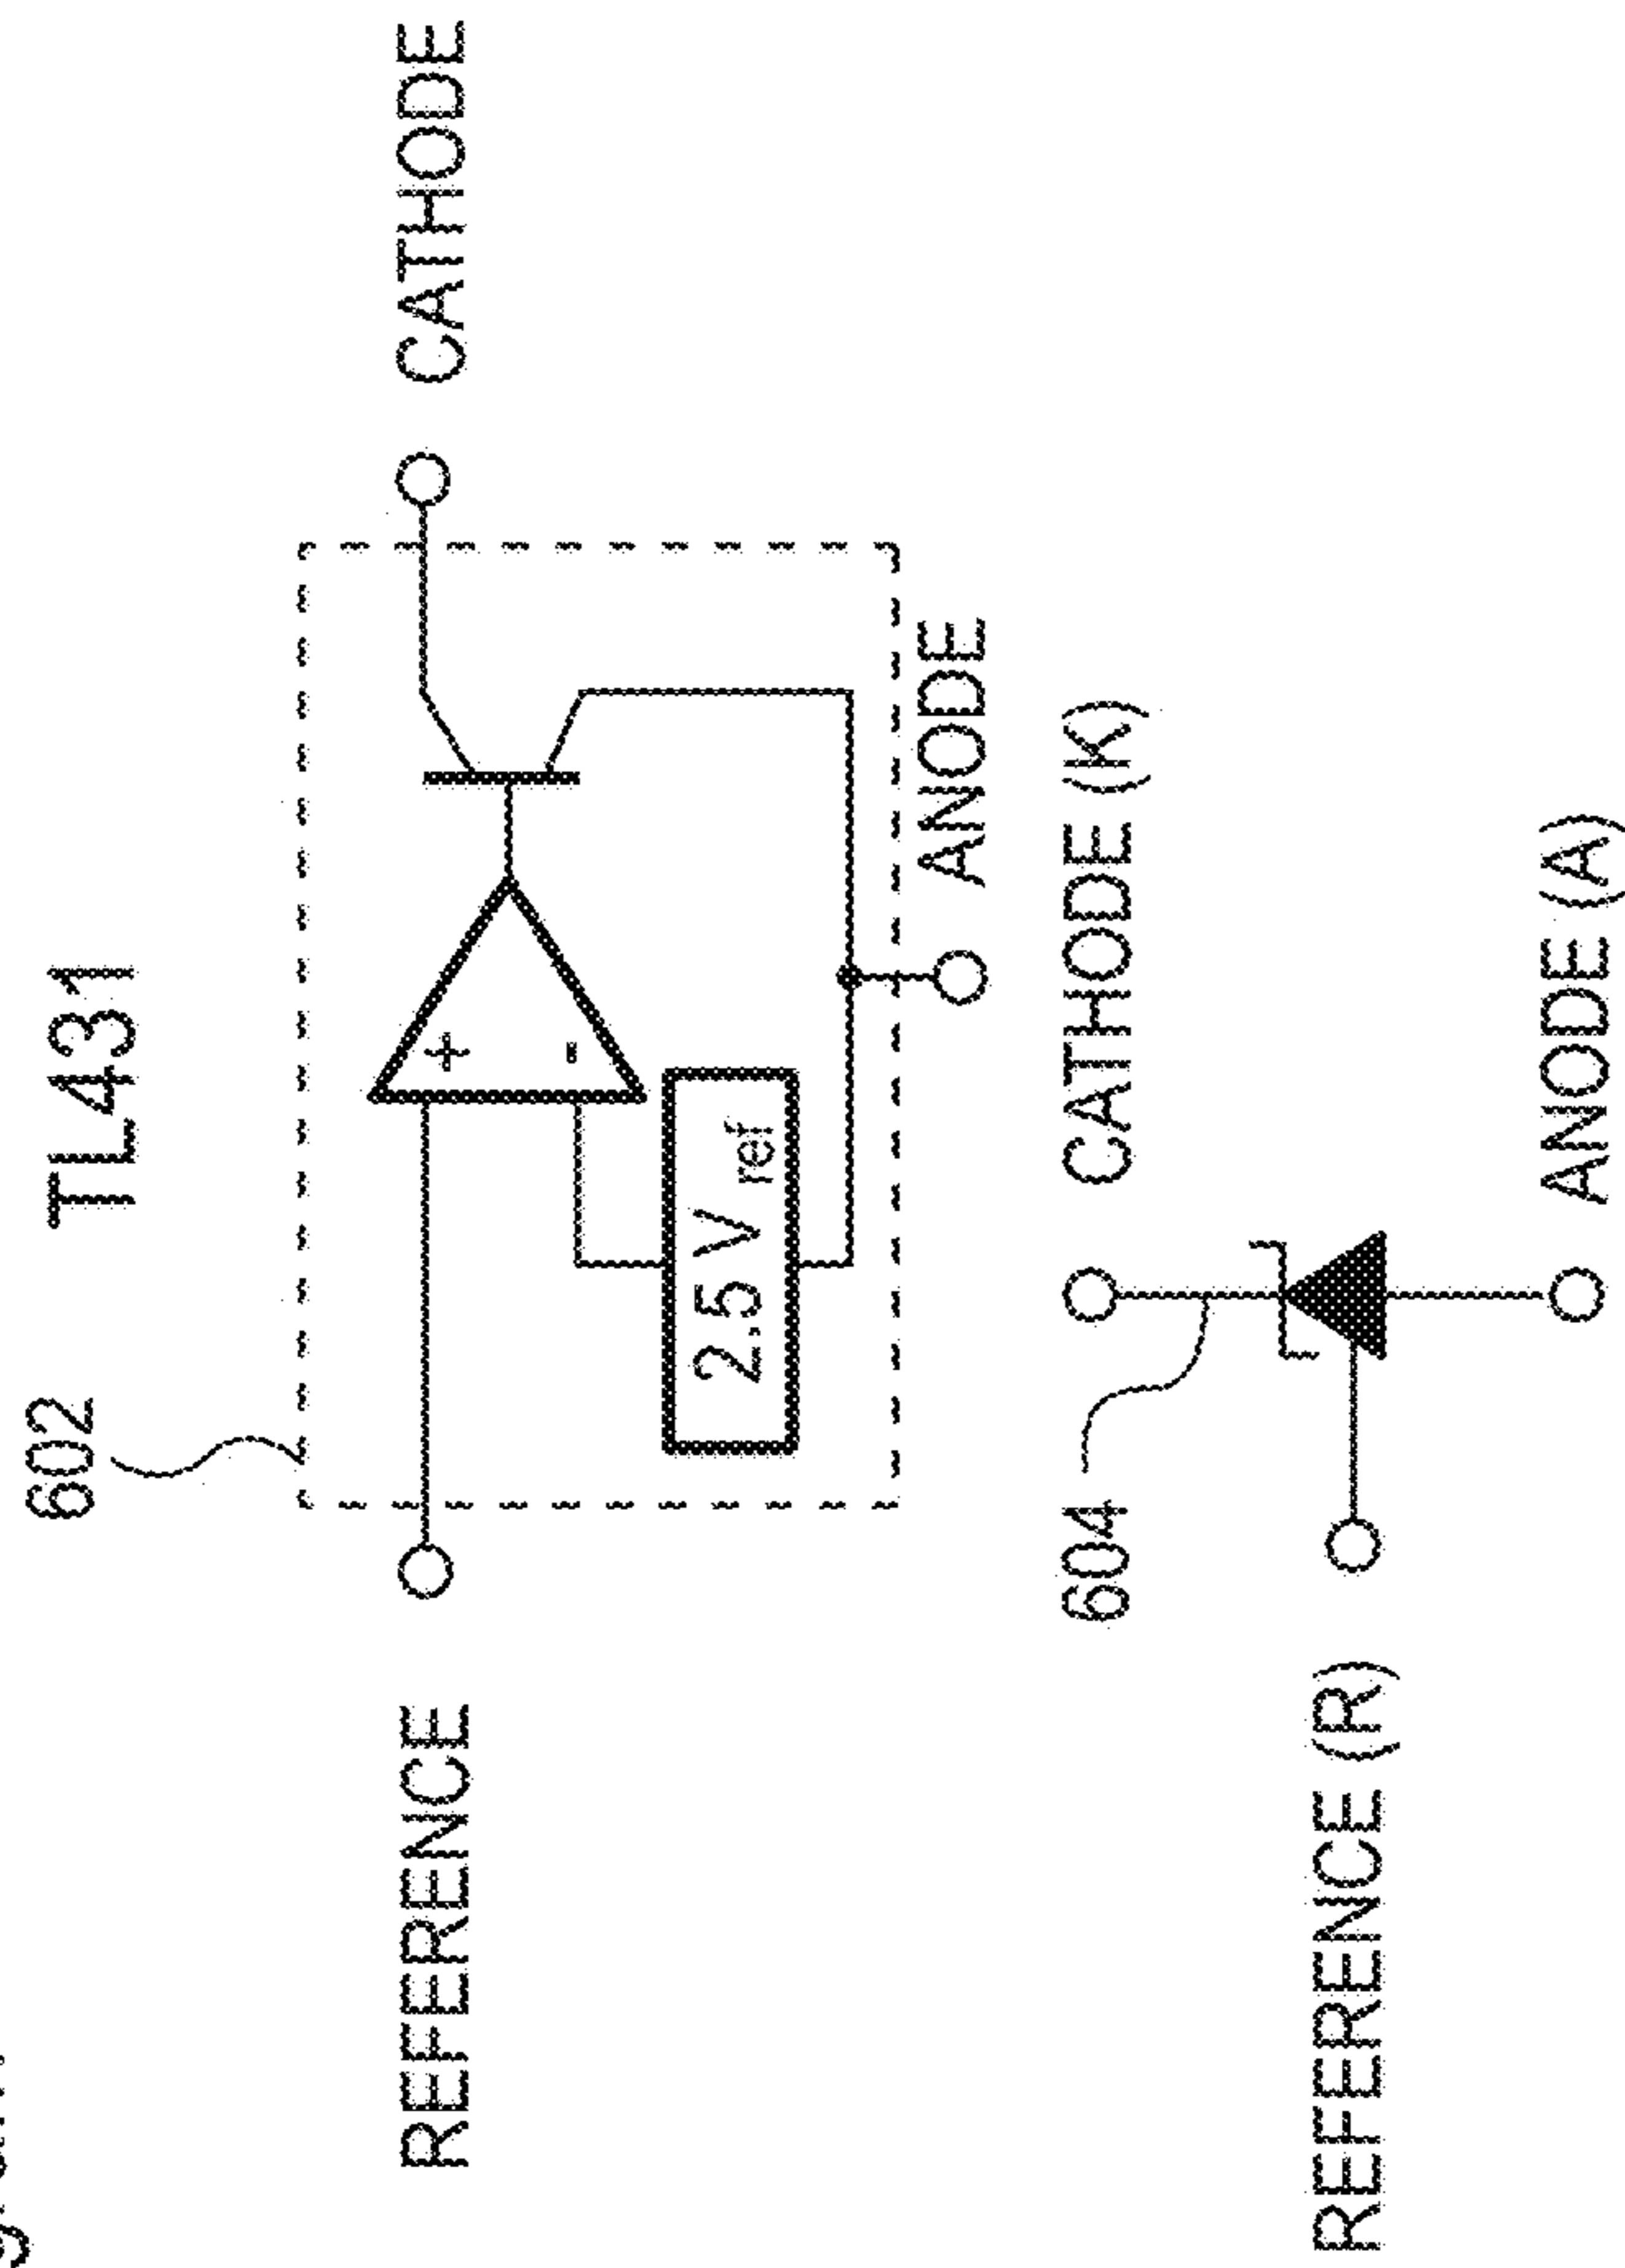 TL431
602
REFERENCE
CATHODE
+
-
2.5 Vref
ANODE
604
CATHODE (K)
REFERENCE (R)
ANODE (A)